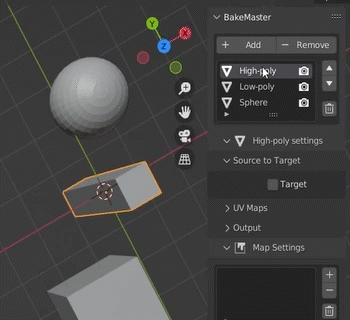 BakeMaster
+ Add
− Remove
High-poly
Low-poly
Sphere
High-poly settings
Source to Target
Target
UV Maps
Output
Map Settings
Y
X
Z